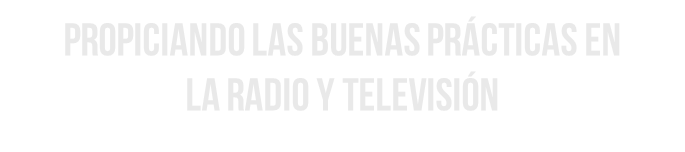 PROPICIANDO LAS BUENAS PRÁCTICAS EN
LA RADIO Y TELEVISIÓN